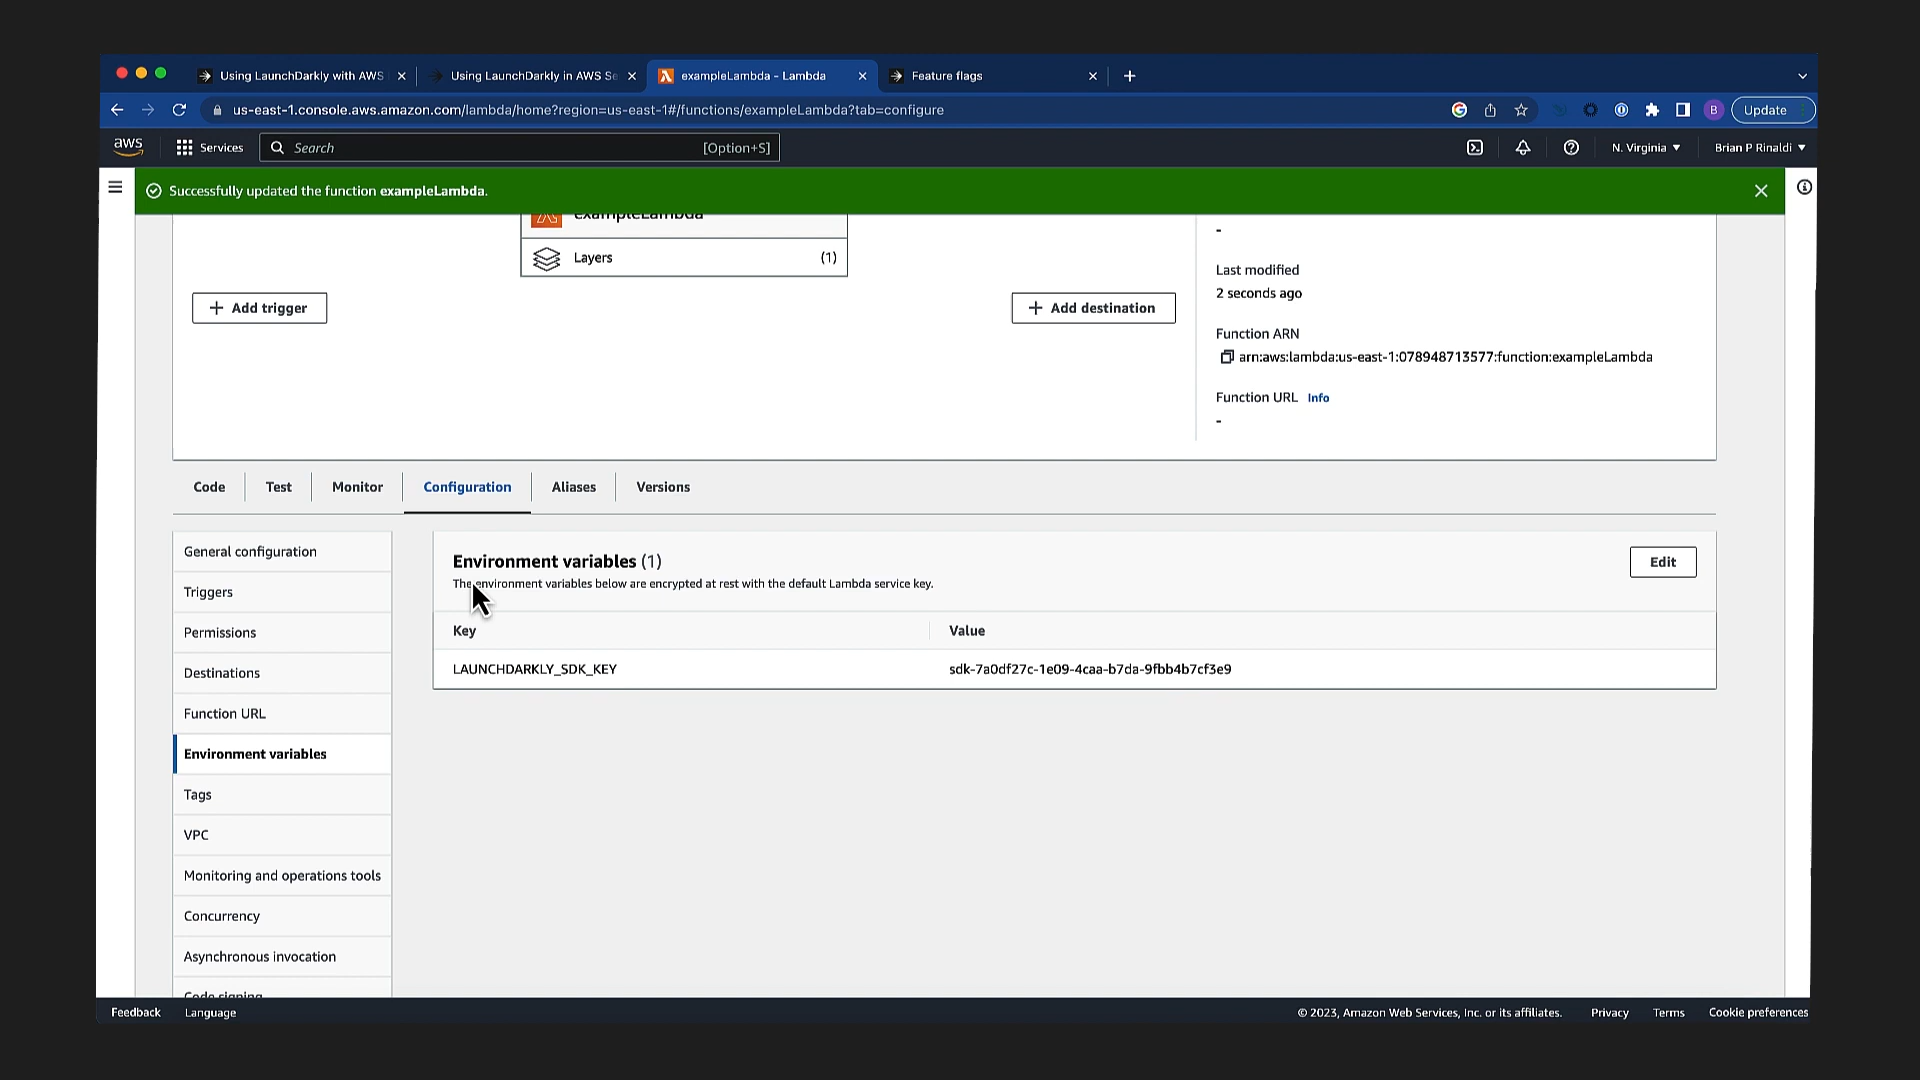 Using LaunchDarkly with AWS
Using LaunchDarkly in AWS Se
exampleLambda - Lambda
Feature flags
us-east-1.console.aws.amazon.com/lambda/home?region=us-east-1#/functions/exampleLambda?tab=configure
B
Update
aws
Services
Search
[Option+S]
N. Virginia
Brian P Rinaldi
Successfully updated the function exampleLambda.
exampleLambda
-
Layers
(1)
Last modified
2 seconds ago
+ Add trigger
+ Add destination
Function ARN
arn:aws:lambda:us-east-1:078948713577:function:exampleLambda
Function URL Info
-
Code
Test
Monitor
Configuration
Aliases
Versions
General configuration
Triggers
Permissions
Destinations
Function URL
Environment variables
Tags
VPC
Monitoring and operations tools
Concurrency
Asynchronous invocation
Code signing
Environment variables (1)
Edit
The environment variables below are encrypted at rest with the default Lambda service key.
Key
Value
LAUNCHDARKLY_SDK_KEY
sdk-7a0df27c-1e09-4caa-b7da-9fbb4b7cf3e9
Feedback
Language
© 2023, Amazon Web Services, Inc. or its affiliates.
Privacy
Terms
Cookie preferences